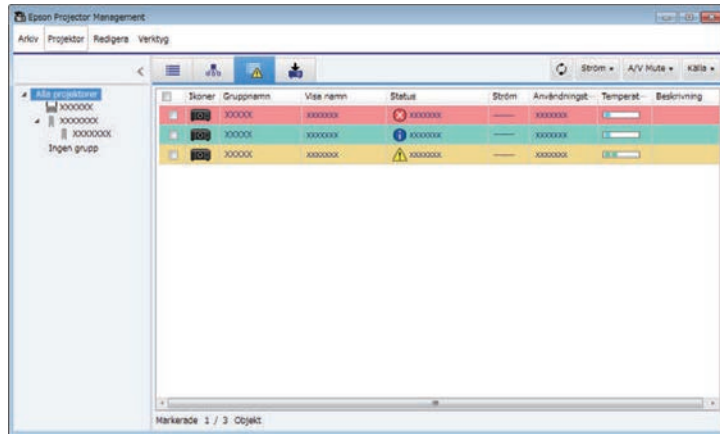 Epson Projector Management
Arkiv Projektor Redigera Verktyg
Ström A/V Mute Källa
Alla projektorer
XXXXXX
XXXXXXX
XXXXXXX
Ingen grupp
Ikoner Gruppnamn Visa namn Status Ström Användningst··· Temperat··· Beskrivning
XXXXX XXXXXXX XXXXXXX —— XXXXXXX
XXXXX XXXXXXX XXXXXXX —— XXXXXXX
XXXXX XXXXXXX XXXXXXX —— XXXXXXX
Markerade 1 / 3 Objekt